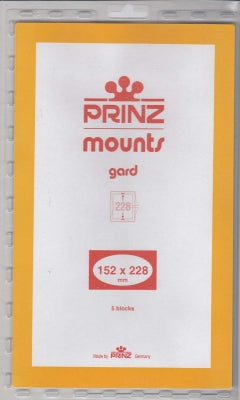 PRINZ
mounts
gard
228
152 x 228
mm
5 blocks
Made by PRINZ Germany